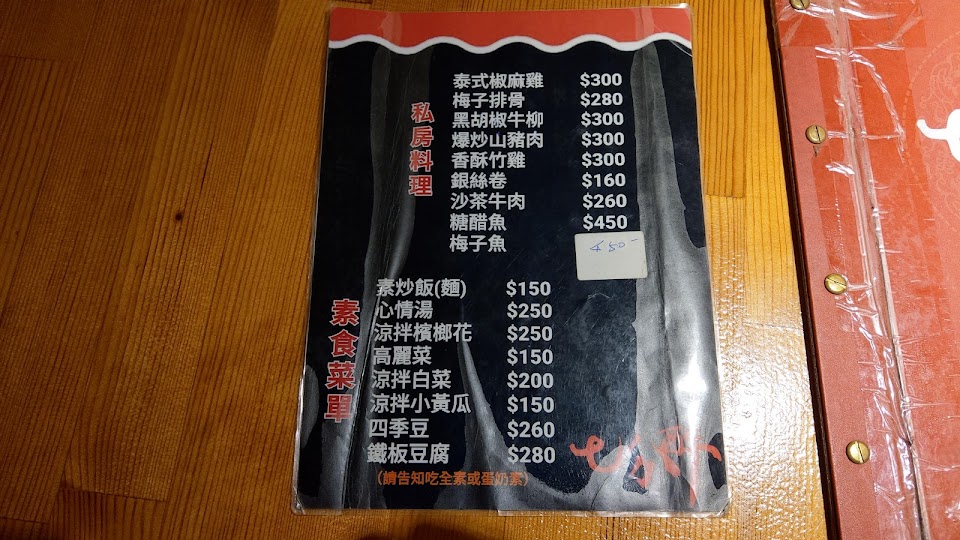 私房料理
泰式椒麻雞 $300
梅子排骨 $280
黑胡椒牛柳 $300
爆炒山豬肉 $300
香酥竹雞 $300
銀絲卷 $160
沙茶牛肉 $260
糖醋魚 $450
梅子魚 450-
素食菜單
素炒飯(麵) $150
心情湯 $250
涼拌檳榔花 $250
高麗菜 $150
涼拌白菜 $200
涼拌小黃瓜 $150
四季豆 $260
鐵板豆腐 $280
(請告知吃全素或蛋奶素)